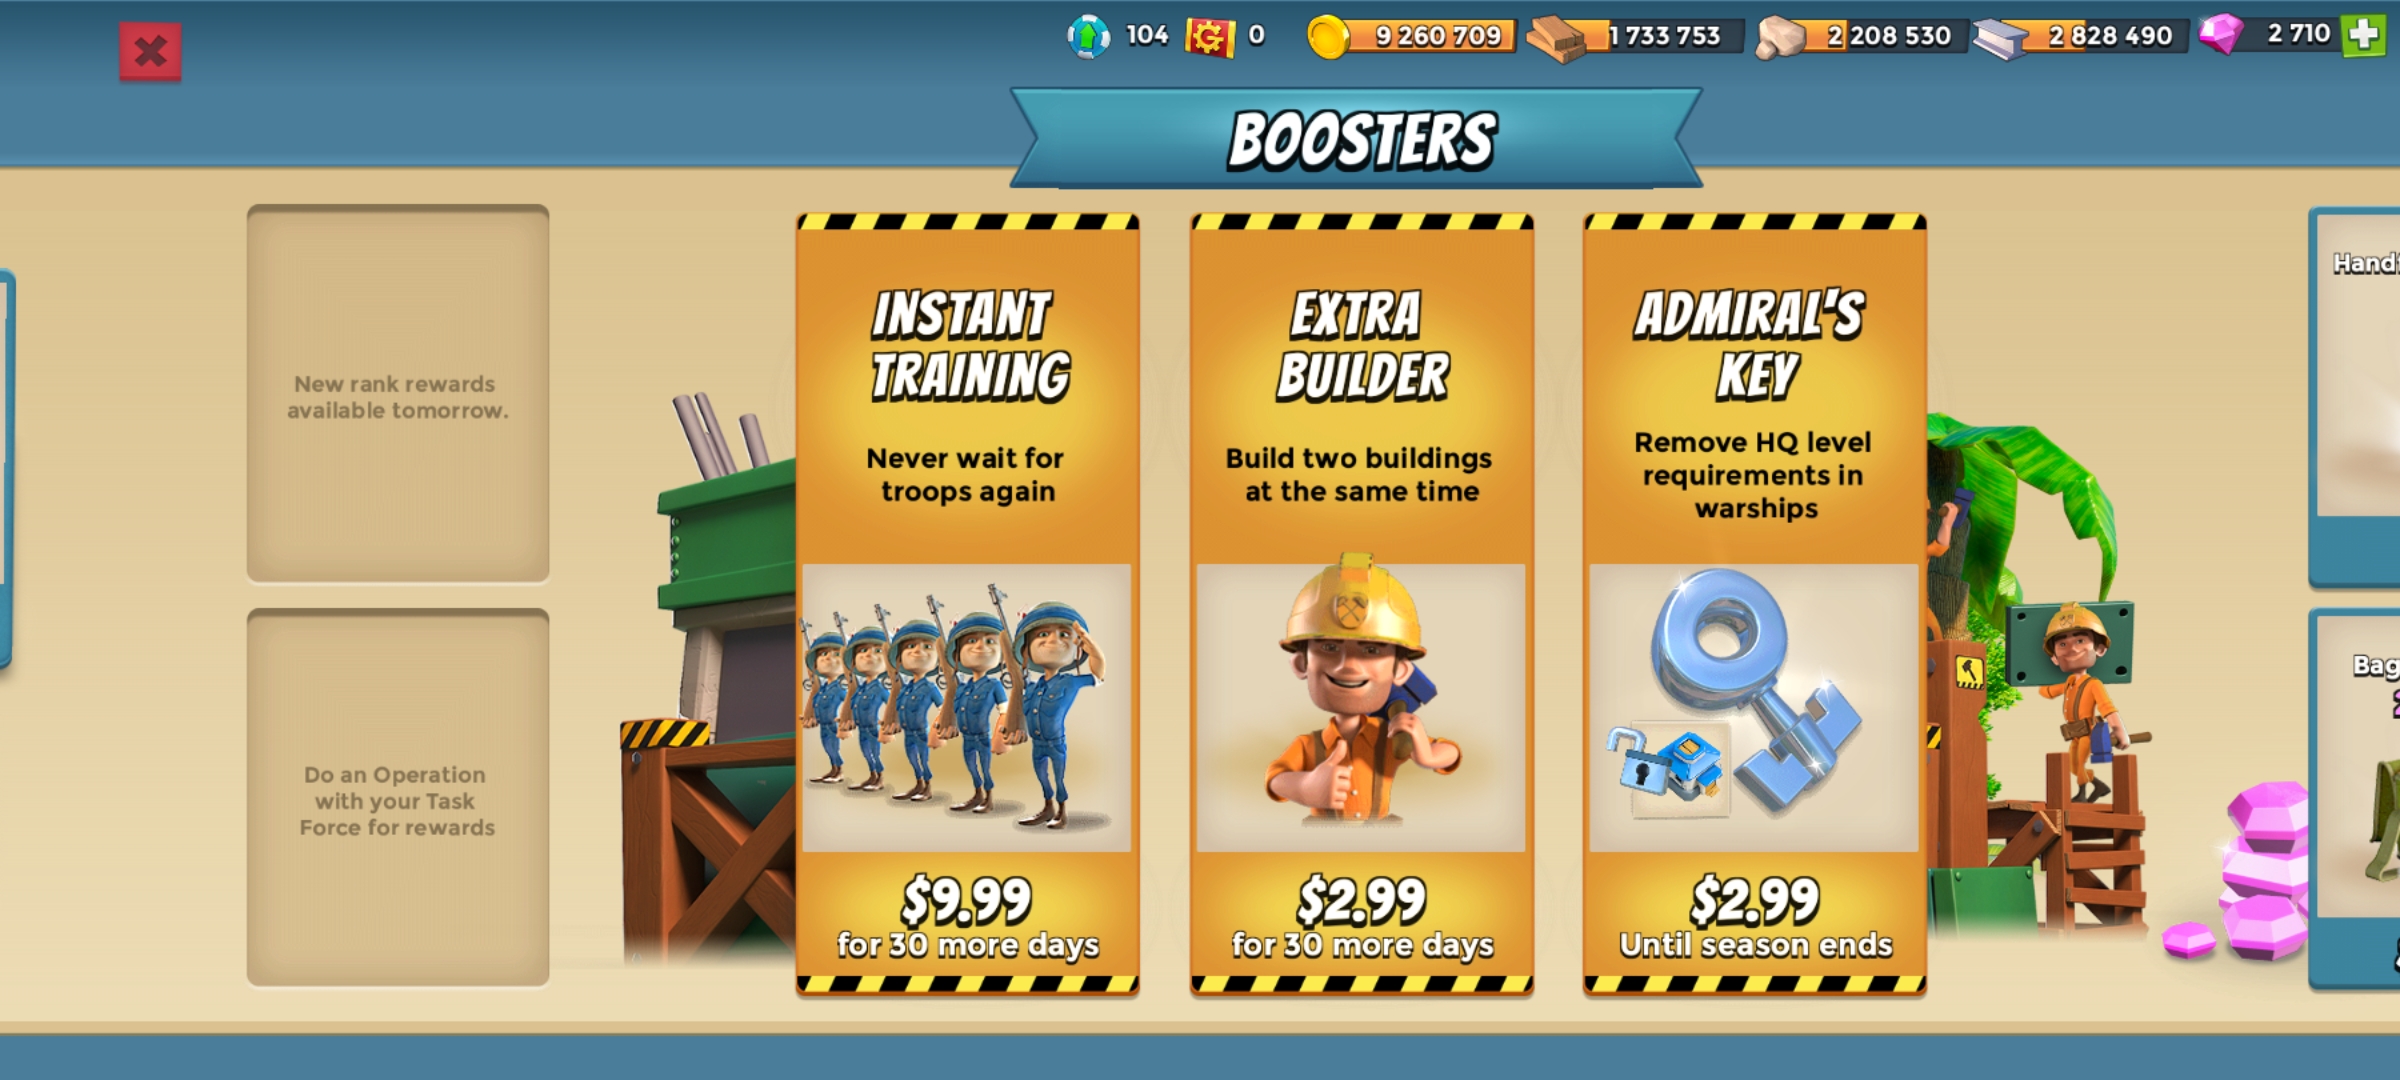 104
0
9 260 709
1 733 753
2 208 530
2 828 490
2 710
BOOSTERS
New rank rewards
available tomorrow.
Do an Operation
with your Task
Force for rewards
INSTANT
TRAINING
Never wait for
troops again
$9.99
for 30 more days
EXTRA
BUILDER
Build two buildings
at the same time
$2.99
for 30 more days
ADMIRAL'S
KEY
Remove HQ level
requirements in
warships
$2.99
Until season ends